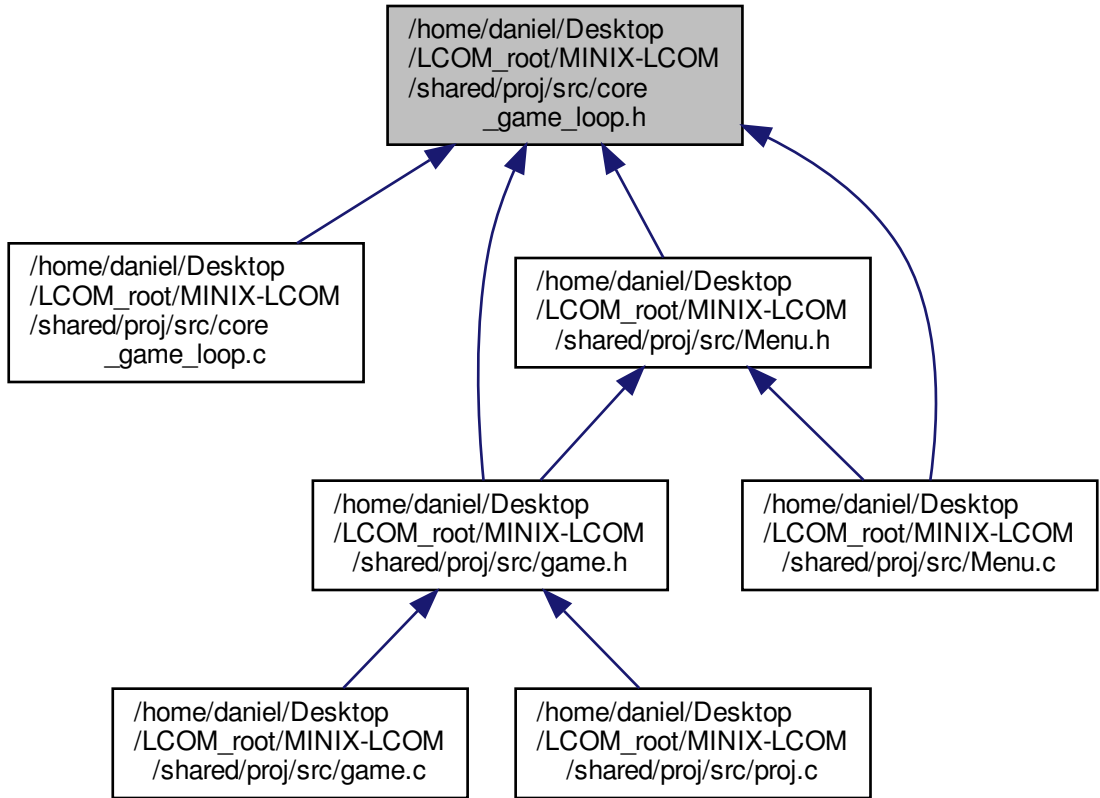 /home/daniel/Desktop
/LCOM_root/MINIX-LCOM
/shared/proj/src/core
_game_loop.h
/home/daniel/Desktop
/LCOM_root/MINIX-LCOM
/shared/proj/src/core
_game_loop.c
/home/daniel/Desktop
/LCOM_root/MINIX-LCOM
/shared/proj/src/Menu.h
/home/daniel/Desktop
/LCOM_root/MINIX-LCOM
/shared/proj/src/game.h
/home/daniel/Desktop
/LCOM_root/MINIX-LCOM
/shared/proj/src/Menu.c
/home/daniel/Desktop
/LCOM_root/MINIX-LCOM
/shared/proj/src/game.c
/home/daniel/Desktop
/LCOM_root/MINIX-LCOM
/shared/proj/src/proj.c